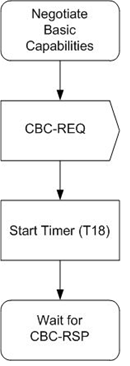 Negotiate
Basic
Capabilities
CBC-REQ
Start Timer (T18)
Wait for
CBC-RSP